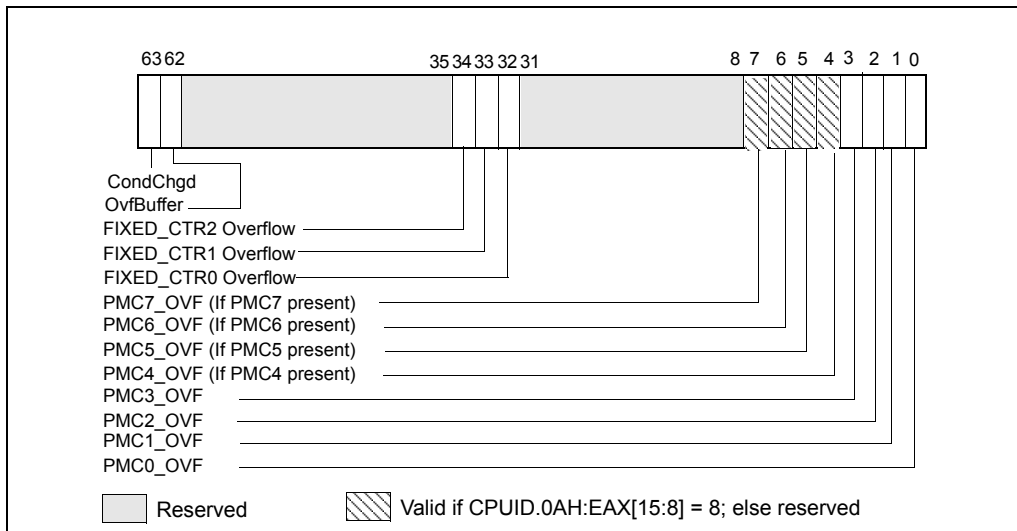 63 62 35 34 33 32 31 8 7 6 5 4 3 2 1 0
CondChgd
OvfBuffer
FIXED_CTR2 Overflow
FIXED_CTR1 Overflow
FIXED_CTR0 Overflow
PMC7_OVF (If PMC7 present)
PMC6_OVF (If PMC6 present)
PMC5_OVF (If PMC5 present)
PMC4_OVF (If PMC4 present)
PMC3_OVF
PMC2_OVF
PMC1_OVF
PMC0_OVF
Reserved Valid if CPUID.0AH:EAX[15:8] = 8; else reserved